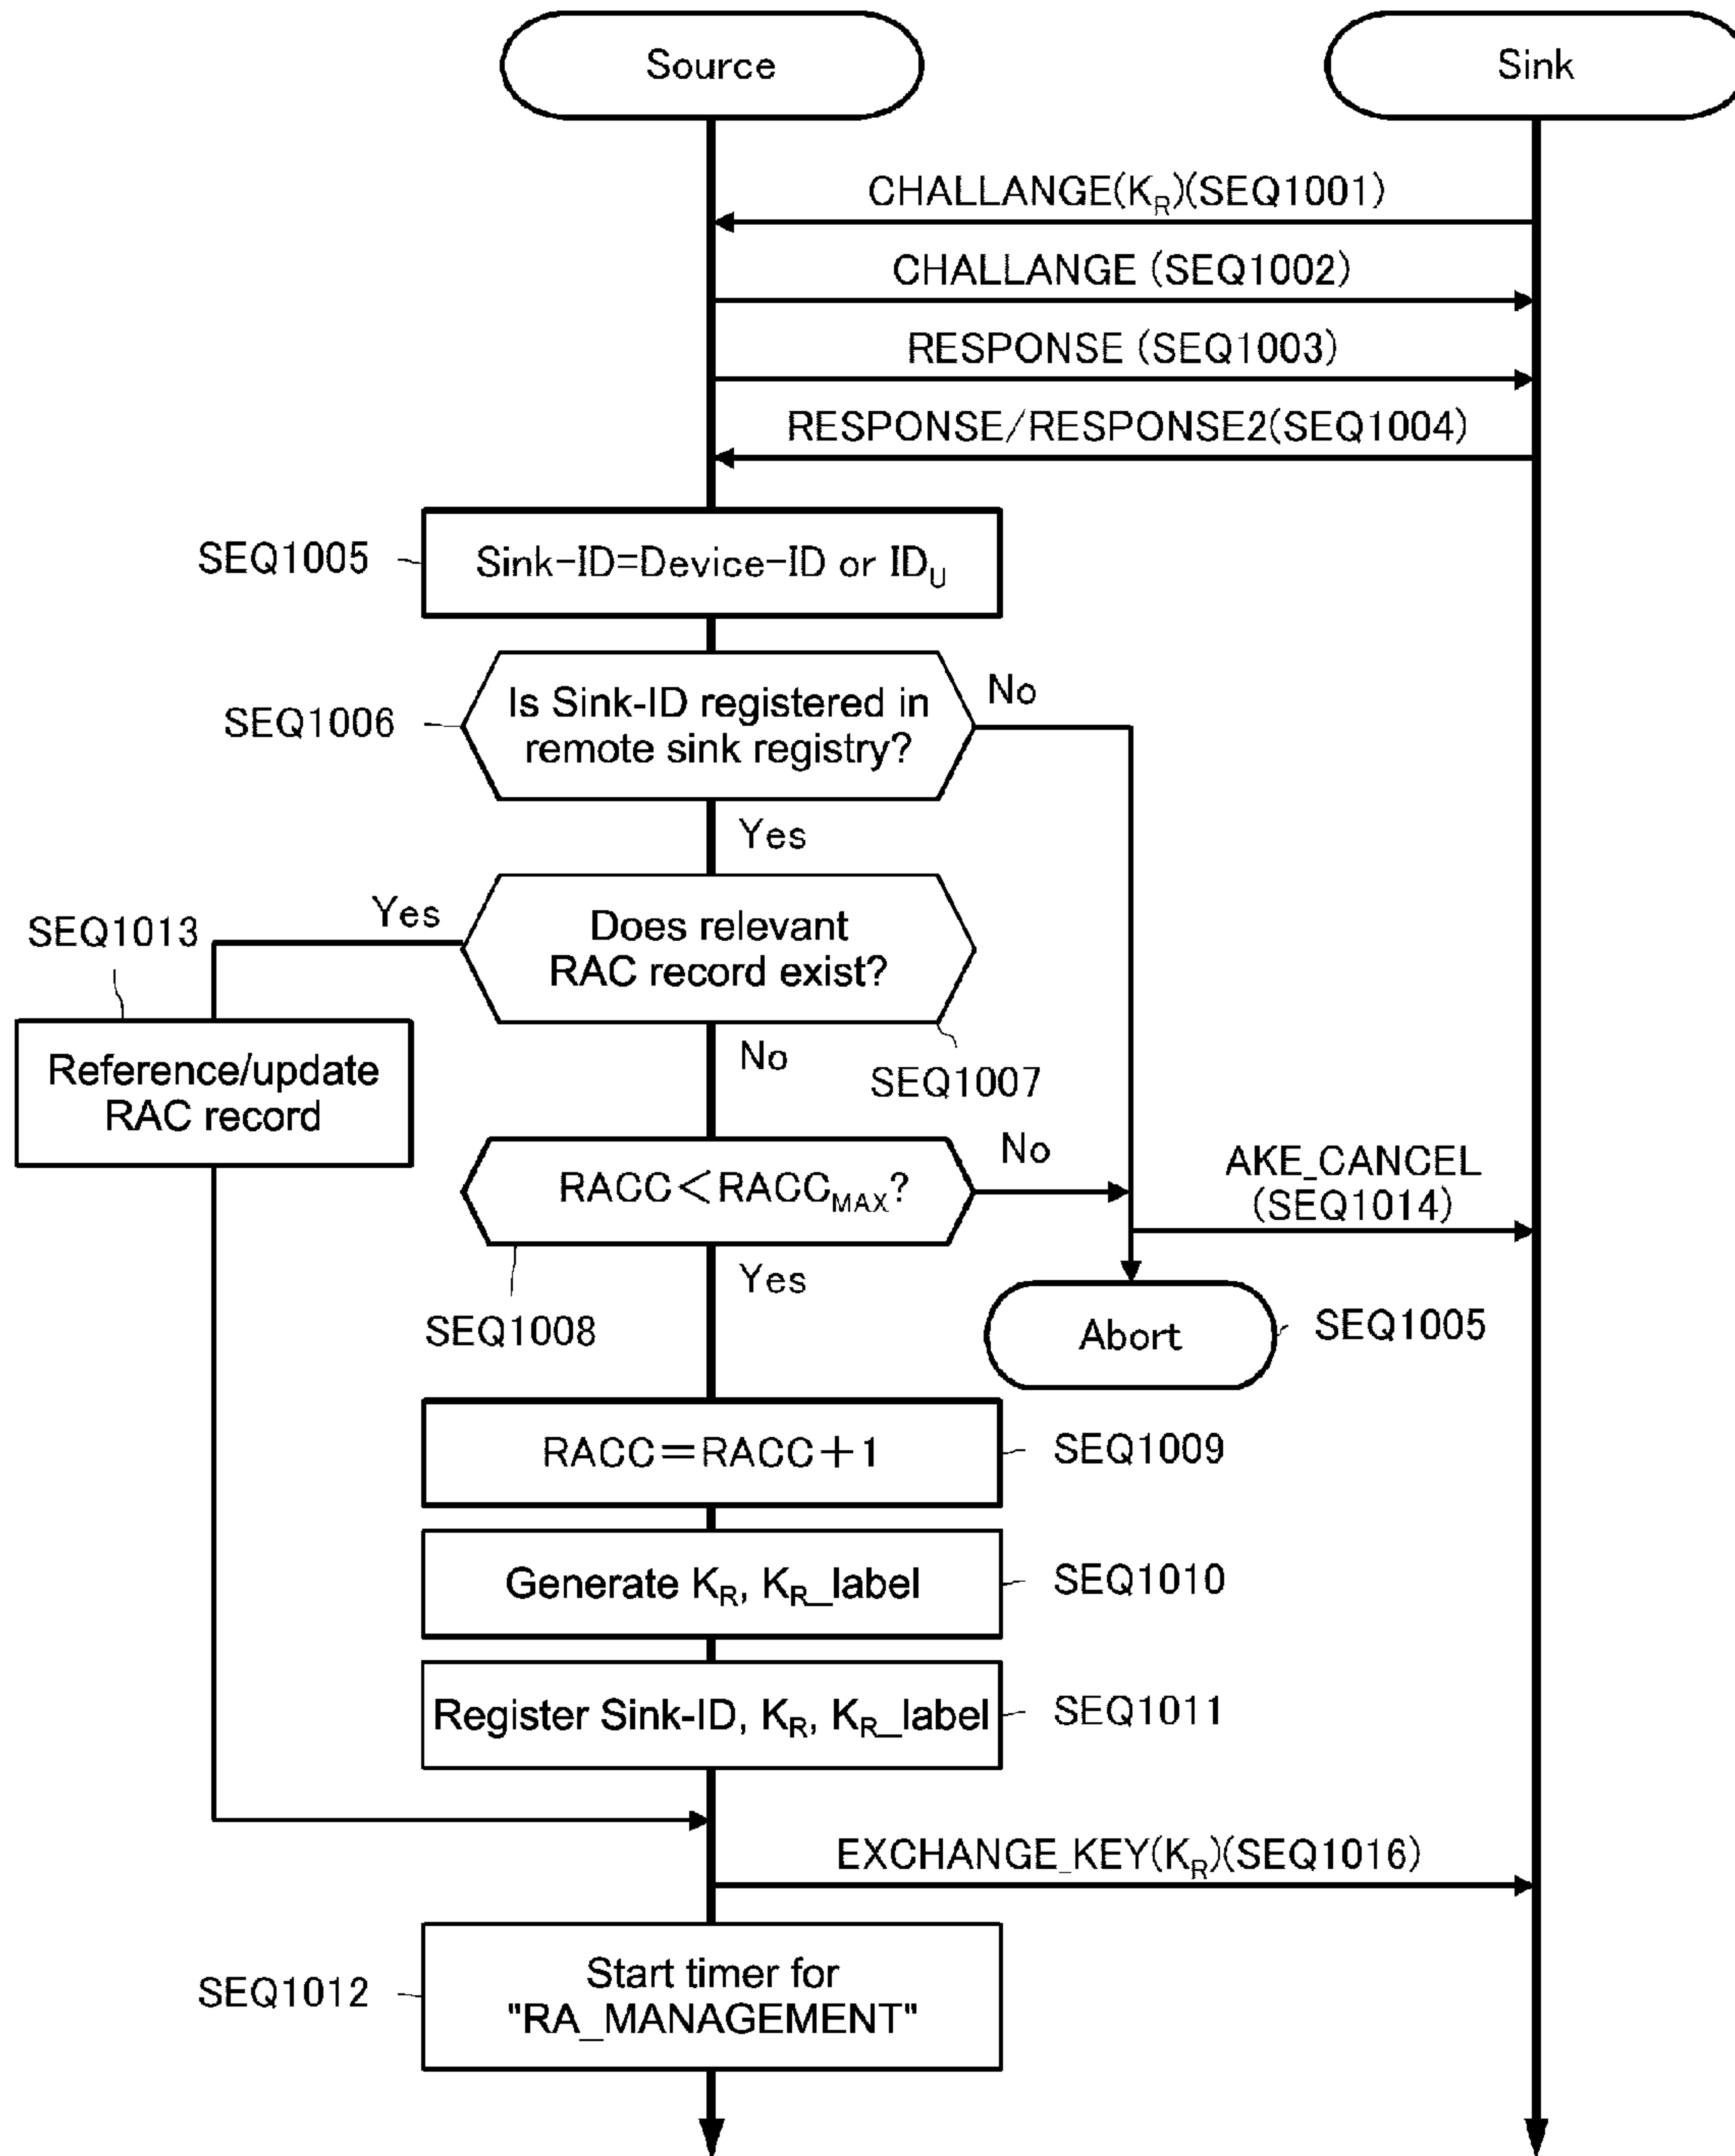 Source
Sink
CHALLANGE(KR)(SEQ1001)
CHALLANGE (SEQ1002)
RESPONSE (SEQ1003)
RESPONSE/RESPONSE2(SEQ1004)
SEQ1005
Sink-ID=Device-ID or IDU
SEQ1006
Is Sink-ID registered in
remote sink registry?
No
Yes
SEQ1013
Yes
Does relevant
RAC record exist?
Reference/update
RAC record
No
SEQ1007
RACC<RACCMAX?
No
AKE_CANCEL
(SEQ1014)
Yes
SEQ1008
Abort
SEQ1005
RACC=RACC+1
SEQ1009
Generate KR, KR_label
SEQ1010
Register Sink-ID, KR, KR_label
SEQ1011
EXCHANGE_KEY(KR)(SEQ1016)
SEQ1012
Start timer for
"RA_MANAGEMENT"